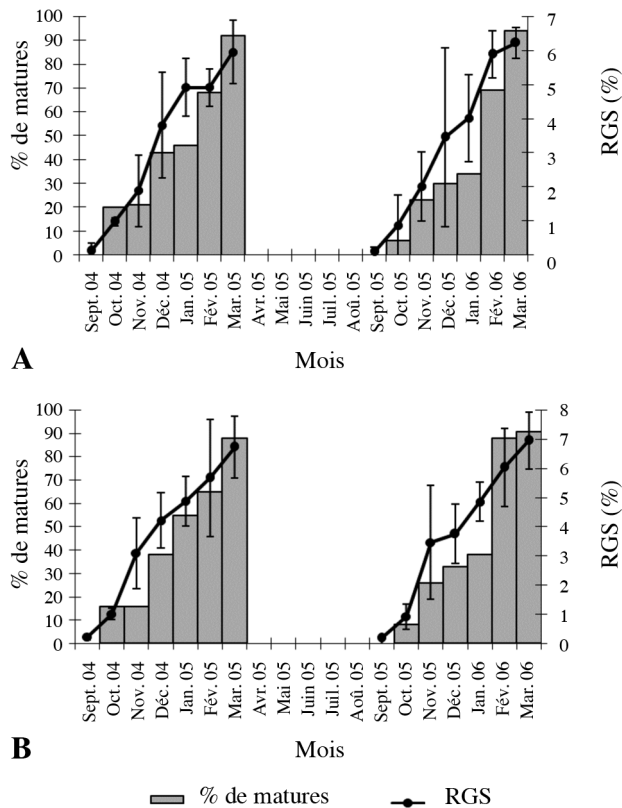 100
90
80
70
60
50
40
30
20
10
0
% de matures
7
6
5
4
3
2
1
0
RGS (%)
Sept. 04
Oct. 04
Nov. 04
Déc. 04
Jan. 05
Fév. 05
Mar. 05
Avr. 05
Mai 05
Juin 05
Juil. 05
Aoû. 05
Sept. 05
Oct. 05
Nov. 05
Déc. 05
Jan. 06
Fév. 06
Mar. 06
A
Mois
100
90
80
70
60
50
40
30
20
10
0
% de matures
8
7
6
5
4
3
2
1
0
RGS (%)
Sept. 04
Oct. 04
Nov. 04
Déc. 04
Jan. 05
Fév. 05
Mar. 05
Avr. 05
Mai 05
Juin 05
Juil. 05
Aoû. 05
Sept. 05
Oct. 05
Nov. 05
Déc. 05
Jan. 06
Fév. 06
Mar. 06
B
Mois
% de matures
RGS